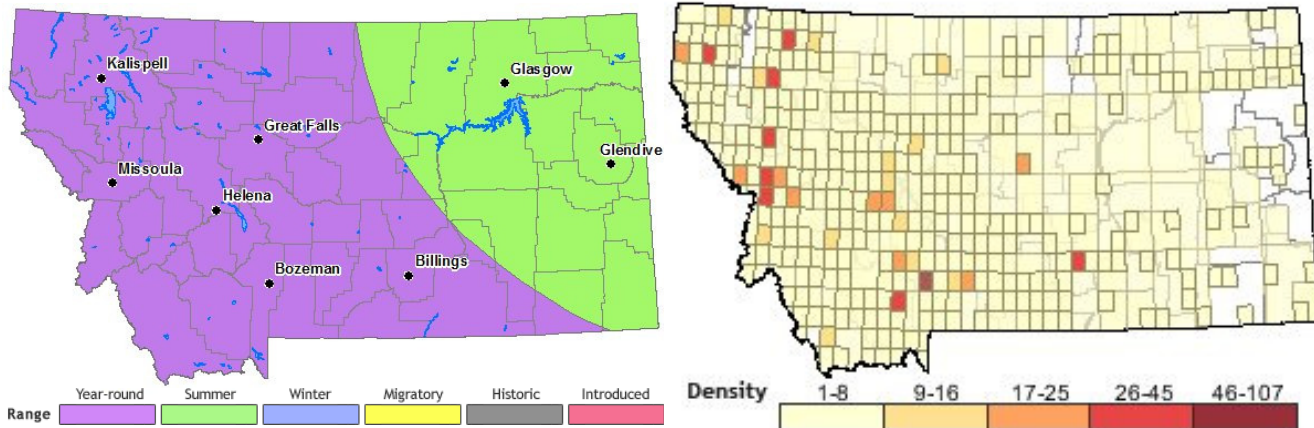 Kalispell
Glasgow
Great Falls
Glendive
Missoula
Helena
Billings
Bozeman
Year-round Summer Winter Migratory Historic Introduced
Range
Density 1-8 9-16 17-25 26-45 46-107